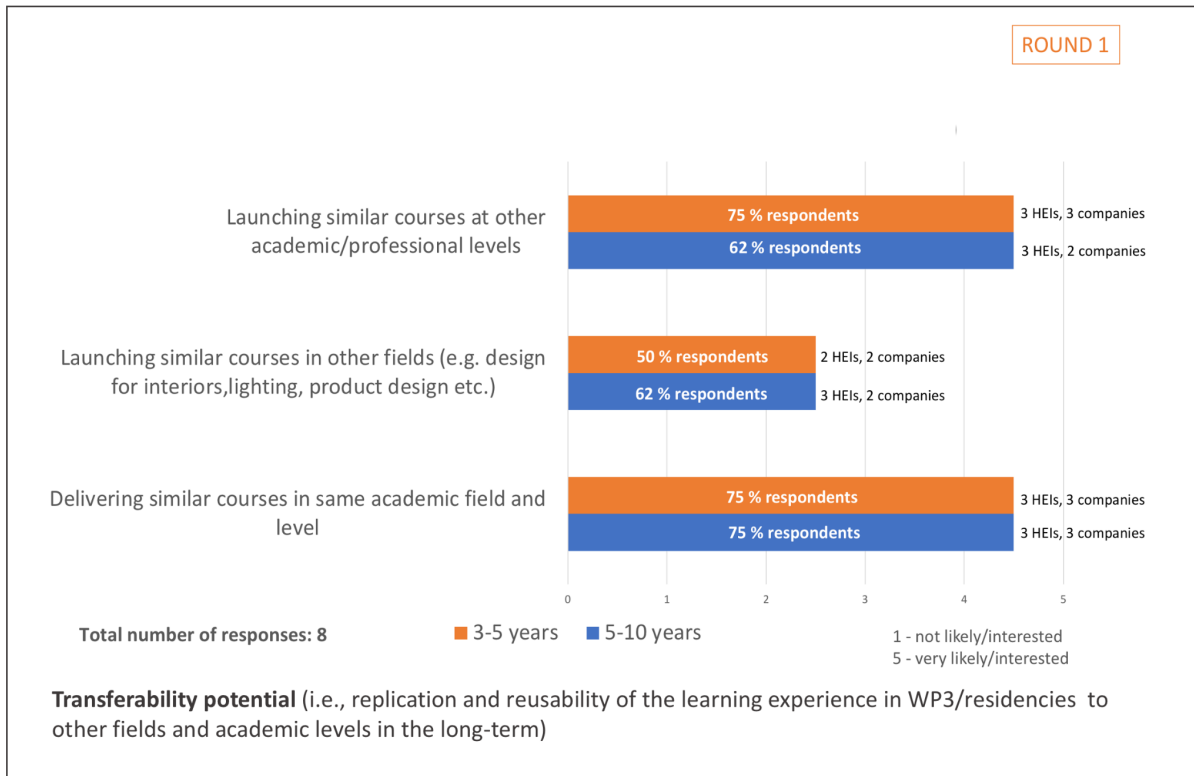 ROUND 1
Launching similar courses at other
academic/professional levels
75 % respondents
3 HEIs, 3 companies
62 % respondents
3 HEIs, 2 companies
Launching similar courses in other fields (e.g. design
for interiors,lighting, product design etc.)
50 % respondents
2 HEIs, 2 companies
62 % respondents
3 HEIs, 2 companies
Delivering similar courses in same academic field and
level
75 % respondents
3 HEIs, 3 companies
75 % respondents
3 HEIs, 3 companies
0 1 2 3 4 5
Total number of responses: 8
3-5 years 5-10 years
1 - not likely/interested
5 - very likely/interested
Transferability potential (i.e., replication and reusability of the learning experience in WP3/residencies to
other fields and academic levels in the long-term)